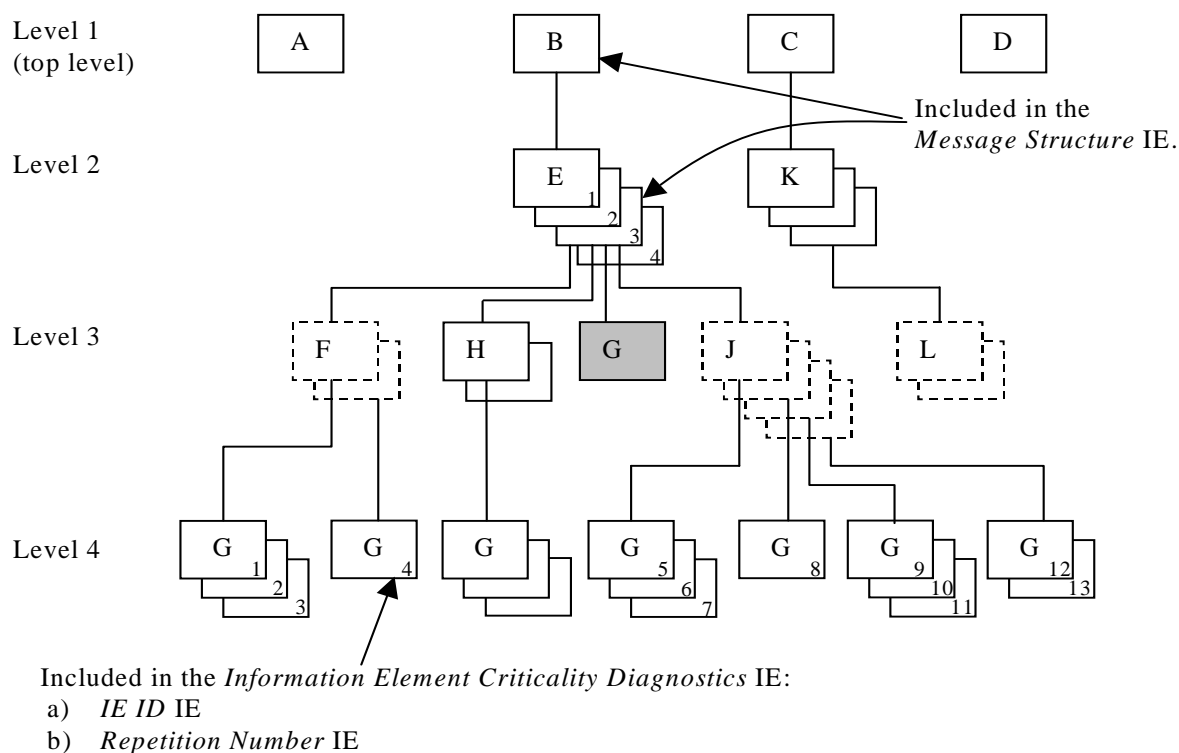 Level 1
(top level)
A
B
C
D
Included in the
Message Structure IE.
Level 2
E
1
2
3
4
K
Level 3
F
H
G
J
L
Level 4
G
1
2
3
G
4
G
G
5
6
7
G
8
G
9
10
11
G
12
13
Included in the Information Element Criticality Diagnostics IE:
a) IE ID IE
b) Repetition Number IE